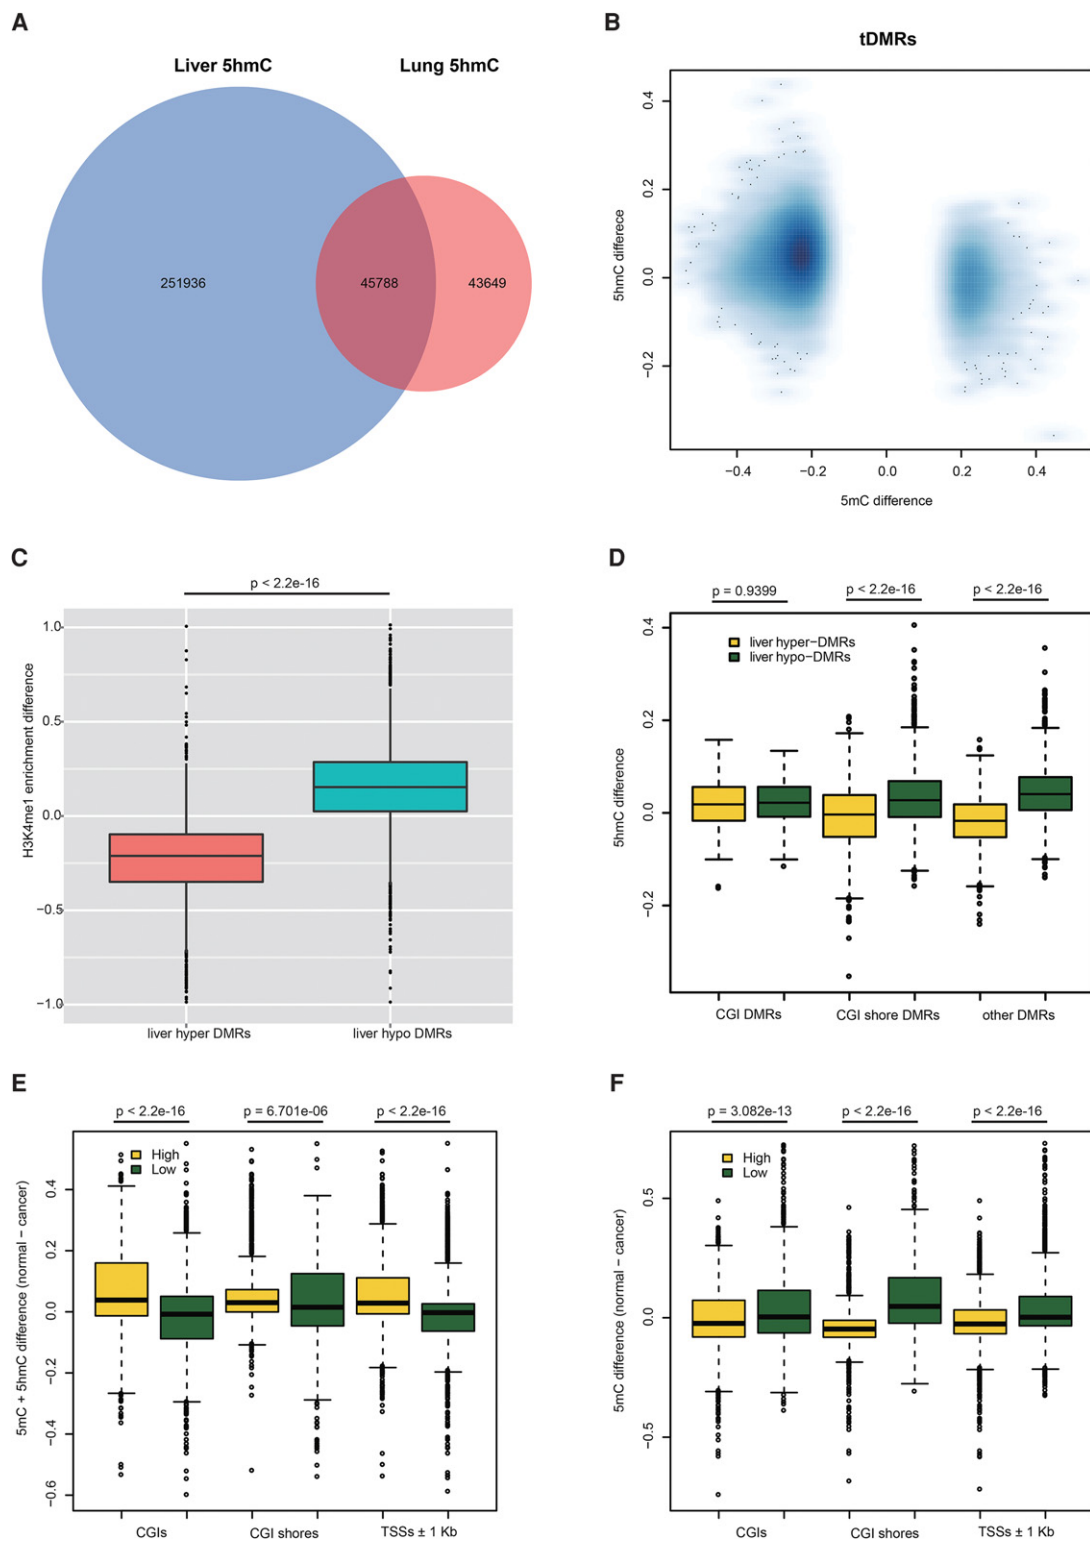 A
Liver 5hmC
Lung 5hmC
251936
45788
43649
B
tDMRs
5hmC differece
0.4
0.2
0.0
−0.2
−0.4
−0.2
0.0
0.2
0.4
5mC difference
C
p < 2.2e-16
H3K4me1 enrichment difference
1.0
0.5
0.0
−0.5
−1.0
liver hyper DMRs
liver hypo DMRs
D
p = 0.9399
p < 2.2e-16
p < 2.2e-16
liver hyper−DMRs
liver hypo−DMRs
5hmC difference
0.4
0.2
0.0
−0.2
CGI DMRs
CGI shore DMRs
other DMRs
E
p < 2.2e-16
p = 6.701e-06
p < 2.2e-16
High
Low
5mC + 5hmC difference (normal − cancer)
0.4
0.2
0.0
−0.2
−0.4
−0.6
CGIs
CGI shores
TSSs ± 1 Kb
F
p = 3.082e-13
p < 2.2e-16
p < 2.2e-16
High
Low
5mC difference (normal − cancer)
0.5
0.0
−0.5
CGIs
CGI shores
TSSs ± 1 Kb